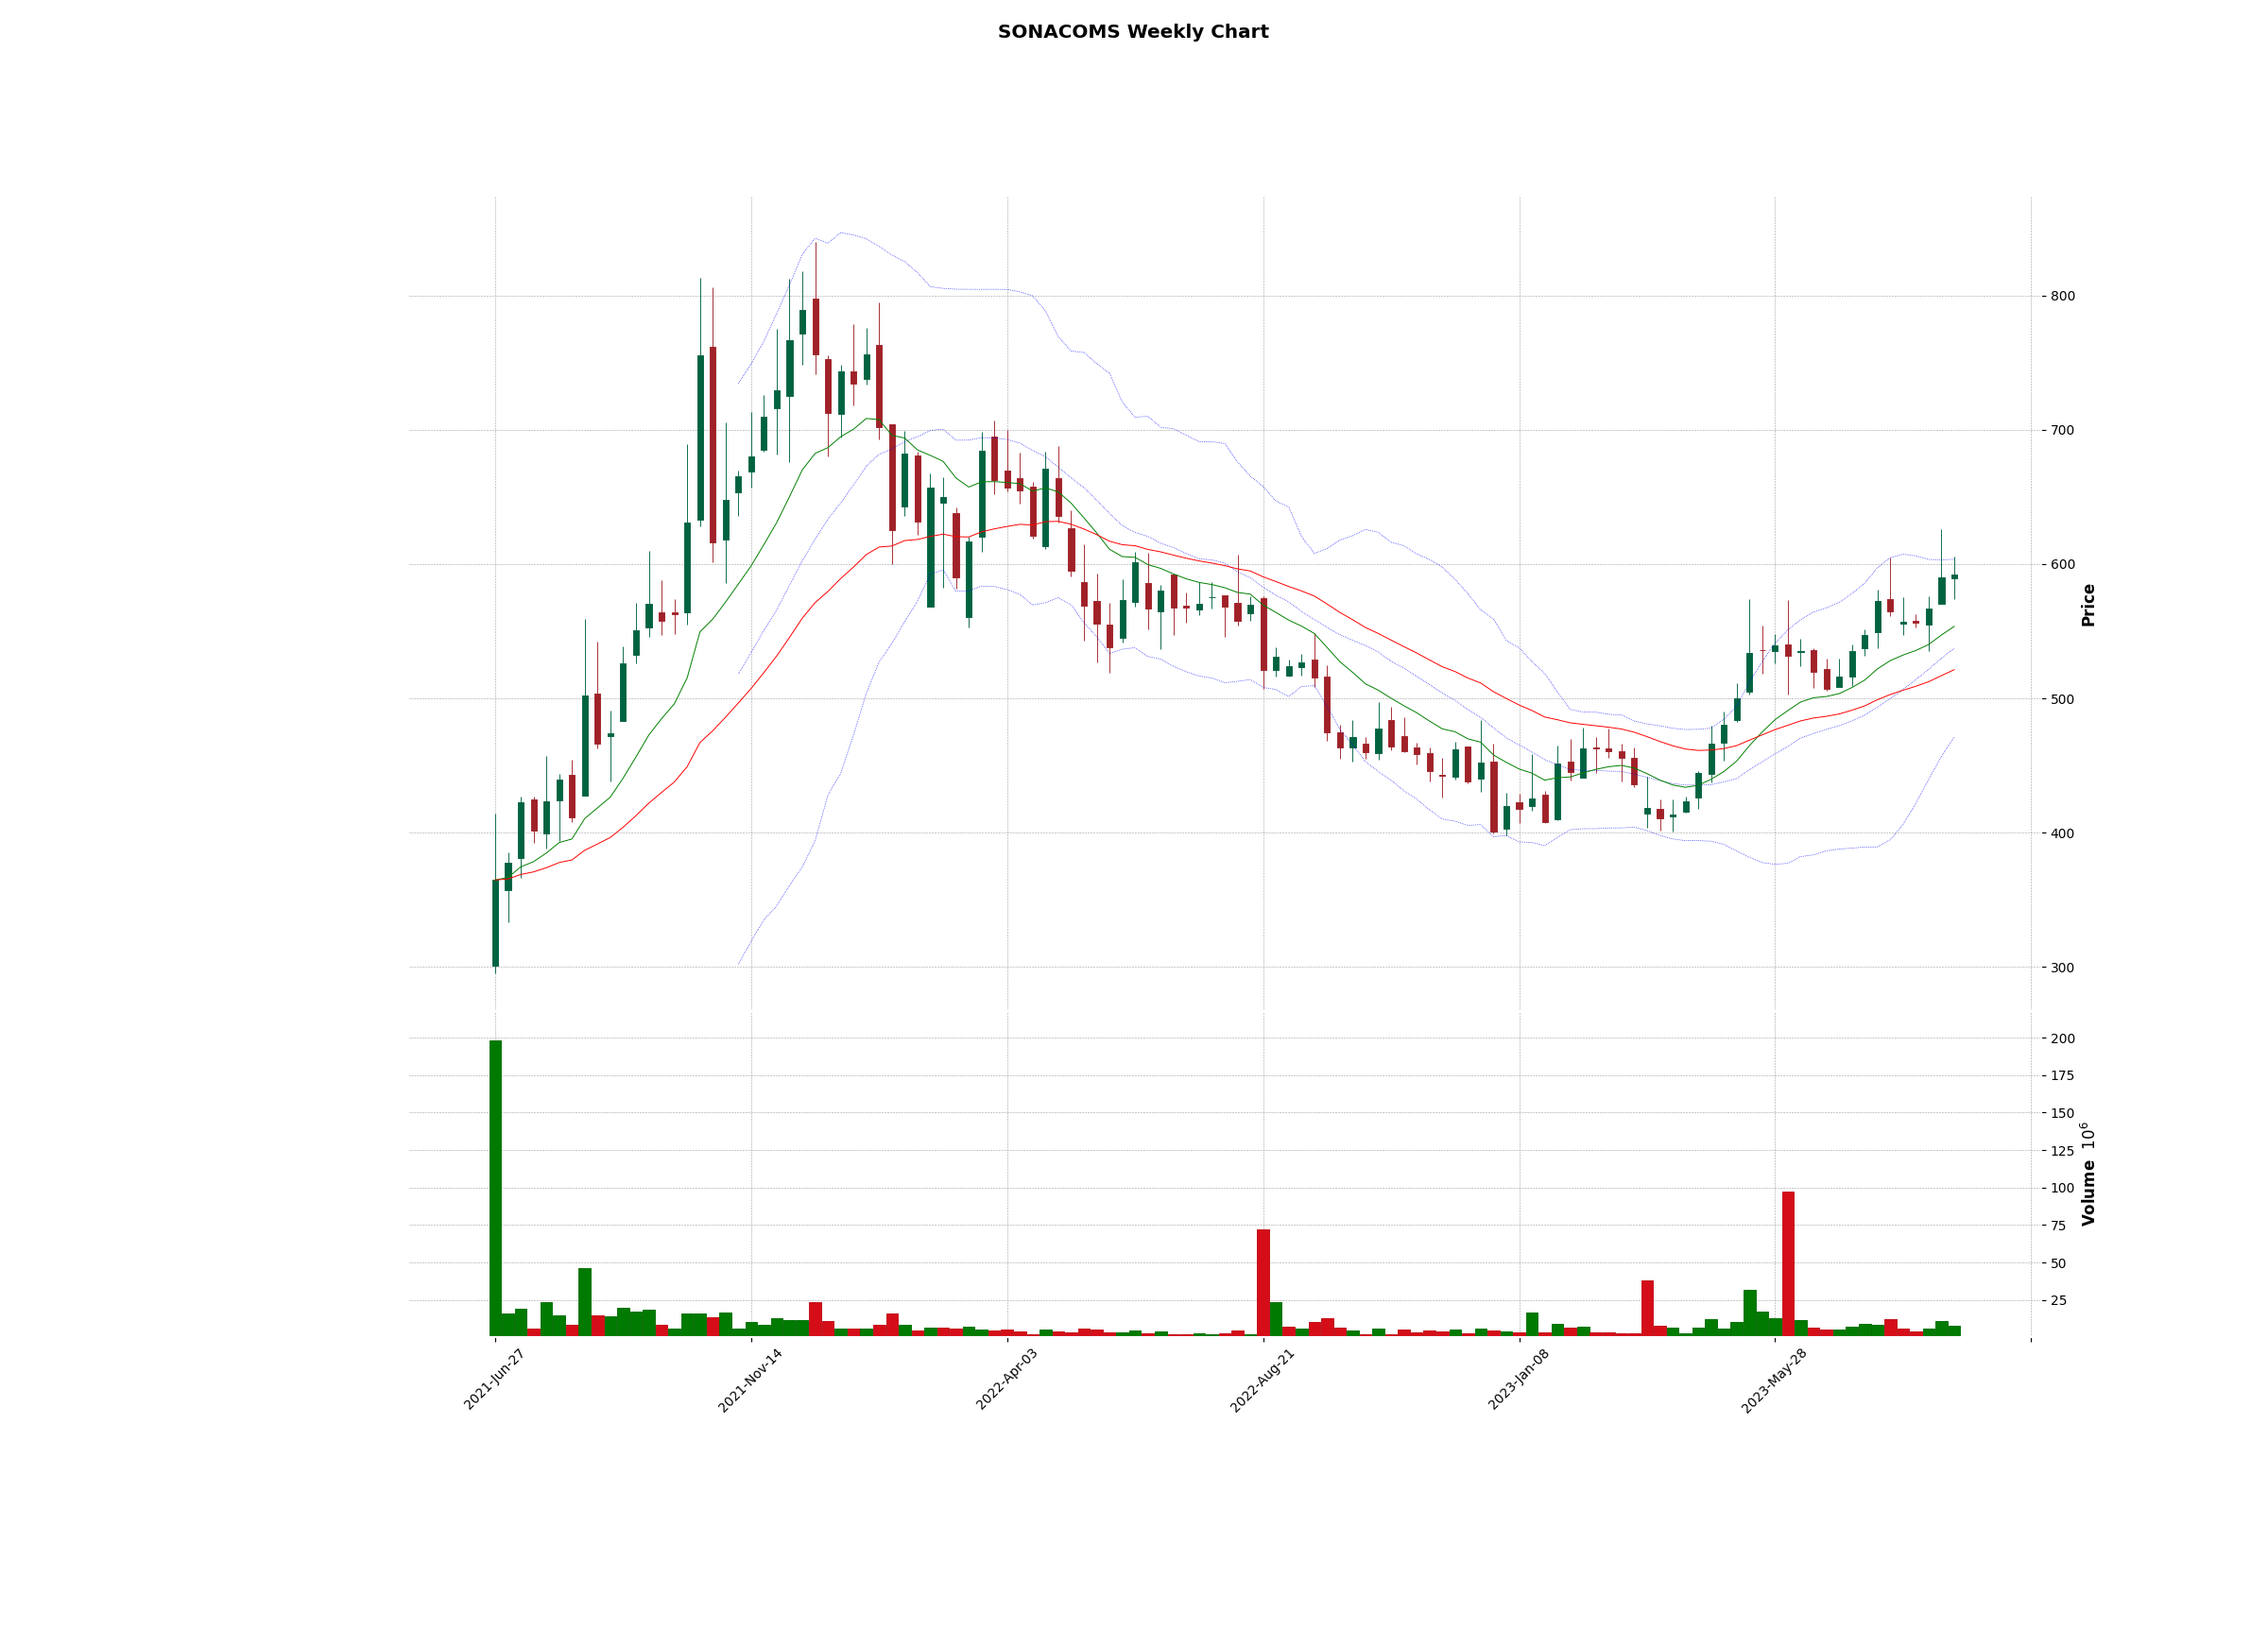 SONACOMS Weekly Chart
800
700
600
500
400
300
Price
200
175
150
125
100
75
50
25
Volume 10^6
2021-Jun-27
2021-Nov-14
2022-Apr-03
2022-Aug-21
2023-Jan-08
2023-May-28